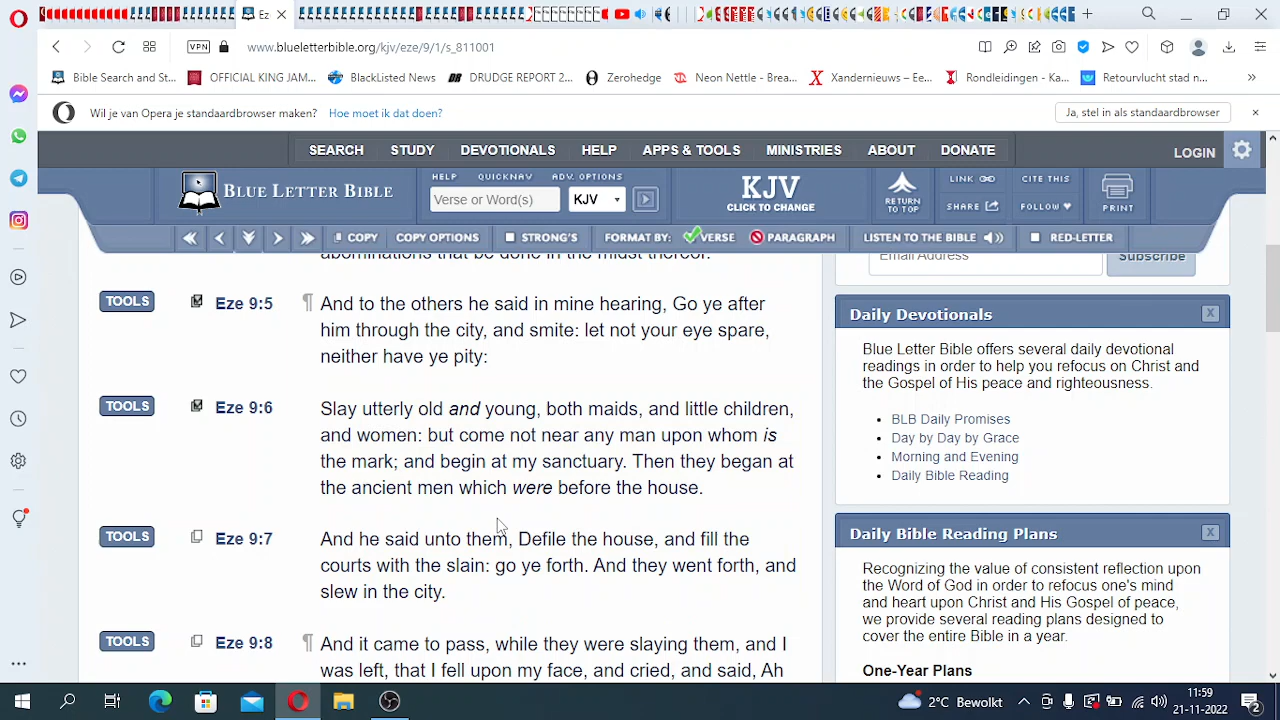 Ez
VPN
www.blueletterbible.org/kjv/eze/9/1/s_811001
Bible Search and St...
OFFICIAL KING JAM...
BlackListed News
DRUDGE REPORT 2...
Zerohedge
Neon Nettle - Brea...
Xandernieuws – Ee...
Rondleidingen - Ka...
Retourvlucht stad n...
Wil je van Opera je standaardbrowser maken? Hoe moet ik dat doen?
Ja, stel in als standaardbrowser
SEARCH STUDY DEVOTIONALS HELP APPS & TOOLS MINISTRIES ABOUT DONATE
LOGIN
BLUE LETTER BIBLE
HELP QUICKNAV ADV. OPTIONS
Verse or Word(s)
KJV
KJV
CLICK TO CHANGE
RETURN
TO TOP
LINK
SHARE
CITE THIS
FOLLOW
PRINT
COPY COPY OPTIONS STRONG'S FORMAT BY: VERSE PARAGRAPH LISTEN TO THE BIBLE RED-LETTER
abominations that be done in the midst thereof.
TOOLS Eze 9:5 ¶ And to the others he said in mine hearing, Go ye after
him through the city, and smite: let not your eye spare,
neither have ye pity:
TOOLS Eze 9:6 Slay utterly old and young, both maids, and little children,
and women: but come not near any man upon whom is
the mark; and begin at my sanctuary. Then they began at
the ancient men which were before the house.
TOOLS Eze 9:7 And he said unto them, Defile the house, and fill the
courts with the slain: go ye forth. And they went forth, and
slew in the city.
TOOLS Eze 9:8 ¶ And it came to pass, while they were slaying them, and I
was left, that I fell upon my face, and cried, and said, Ah
Email Address
Subscribe
Daily Devotionals X
Blue Letter Bible offers several daily devotional
readings in order to help you refocus on Christ and
the Gospel of His peace and righteousness.
• BLB Daily Promises
• Day by Day by Grace
• Morning and Evening
• Daily Bible Reading
Daily Bible Reading Plans X
Recognizing the value of consistent reflection upon
the Word of God in order to refocus one's mind
and heart upon Christ and His Gospel of peace,
we provide several reading plans designed to
cover the entire Bible in a year.
One-Year Plans
2°C Bewolkt
11:59
21-11-2022
2